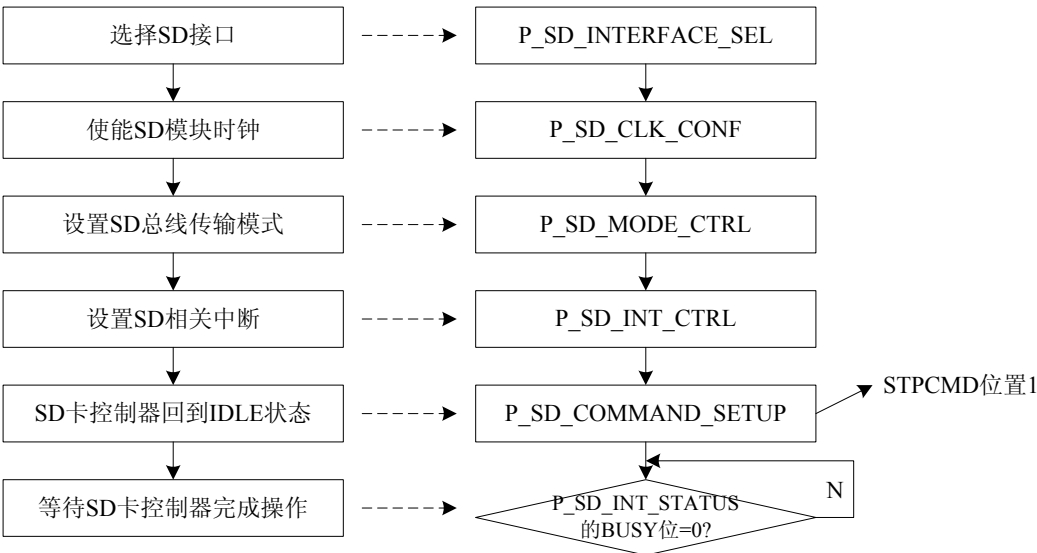 选择SD接口
P_SD_INTERFACE_SEL
使能SD模块时钟
P_SD_CLK_CONF
设置SD总线传输模式
P_SD_MODE_CTRL
设置SD相关中断
P_SD_INT_CTRL
SD卡控制器回到IDLE状态
P_SD_COMMAND_SETUP
STPCMD位置1
等待SD卡控制器完成操作
P_SD_INT_STATUS
的BUSY位=0?
N